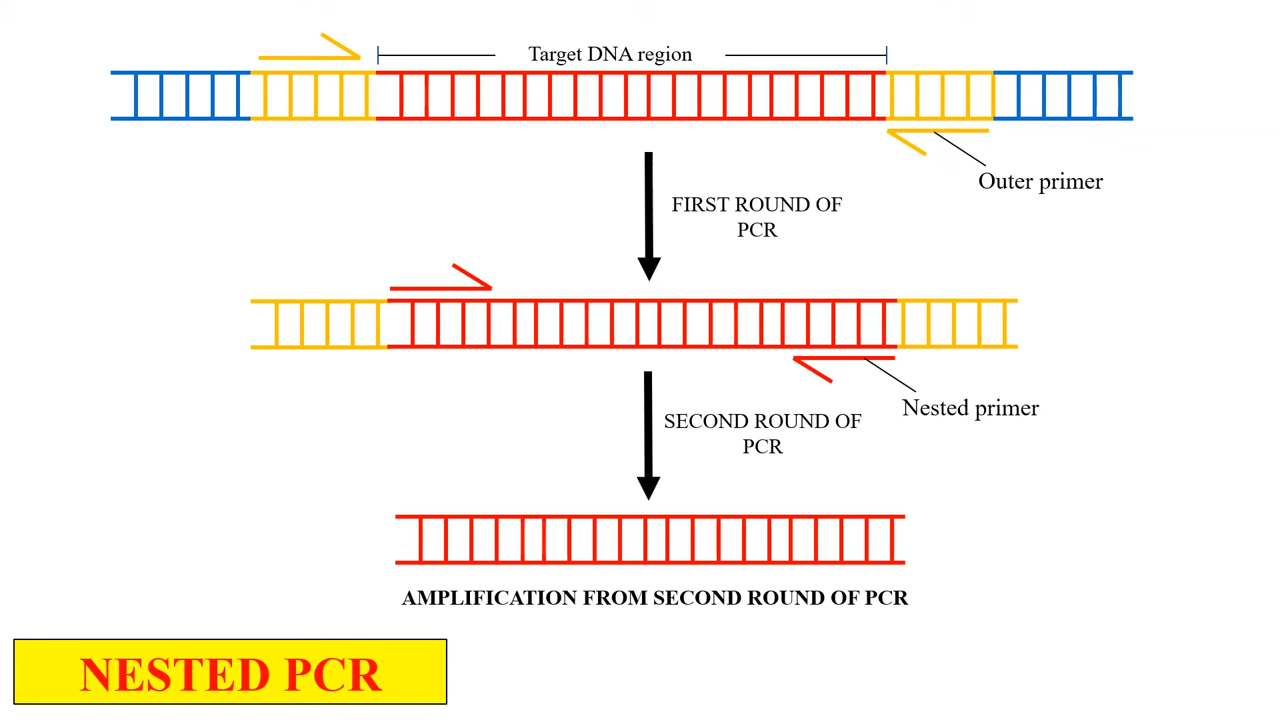 Target DNA region
Outer primer
FIRST ROUND OF
PCR
Nested primer
SECOND ROUND OF
PCR
AMPLIFICATION FROM SECOND ROUND OF PCR
NESTED PCR